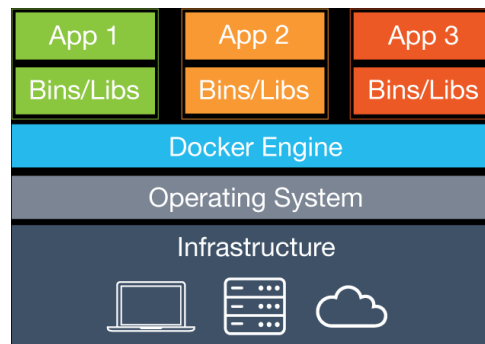 App 1
App 2
App 3
Bins/Libs
Bins/Libs
Bins/Libs
Docker Engine
Operating System
Infrastructure